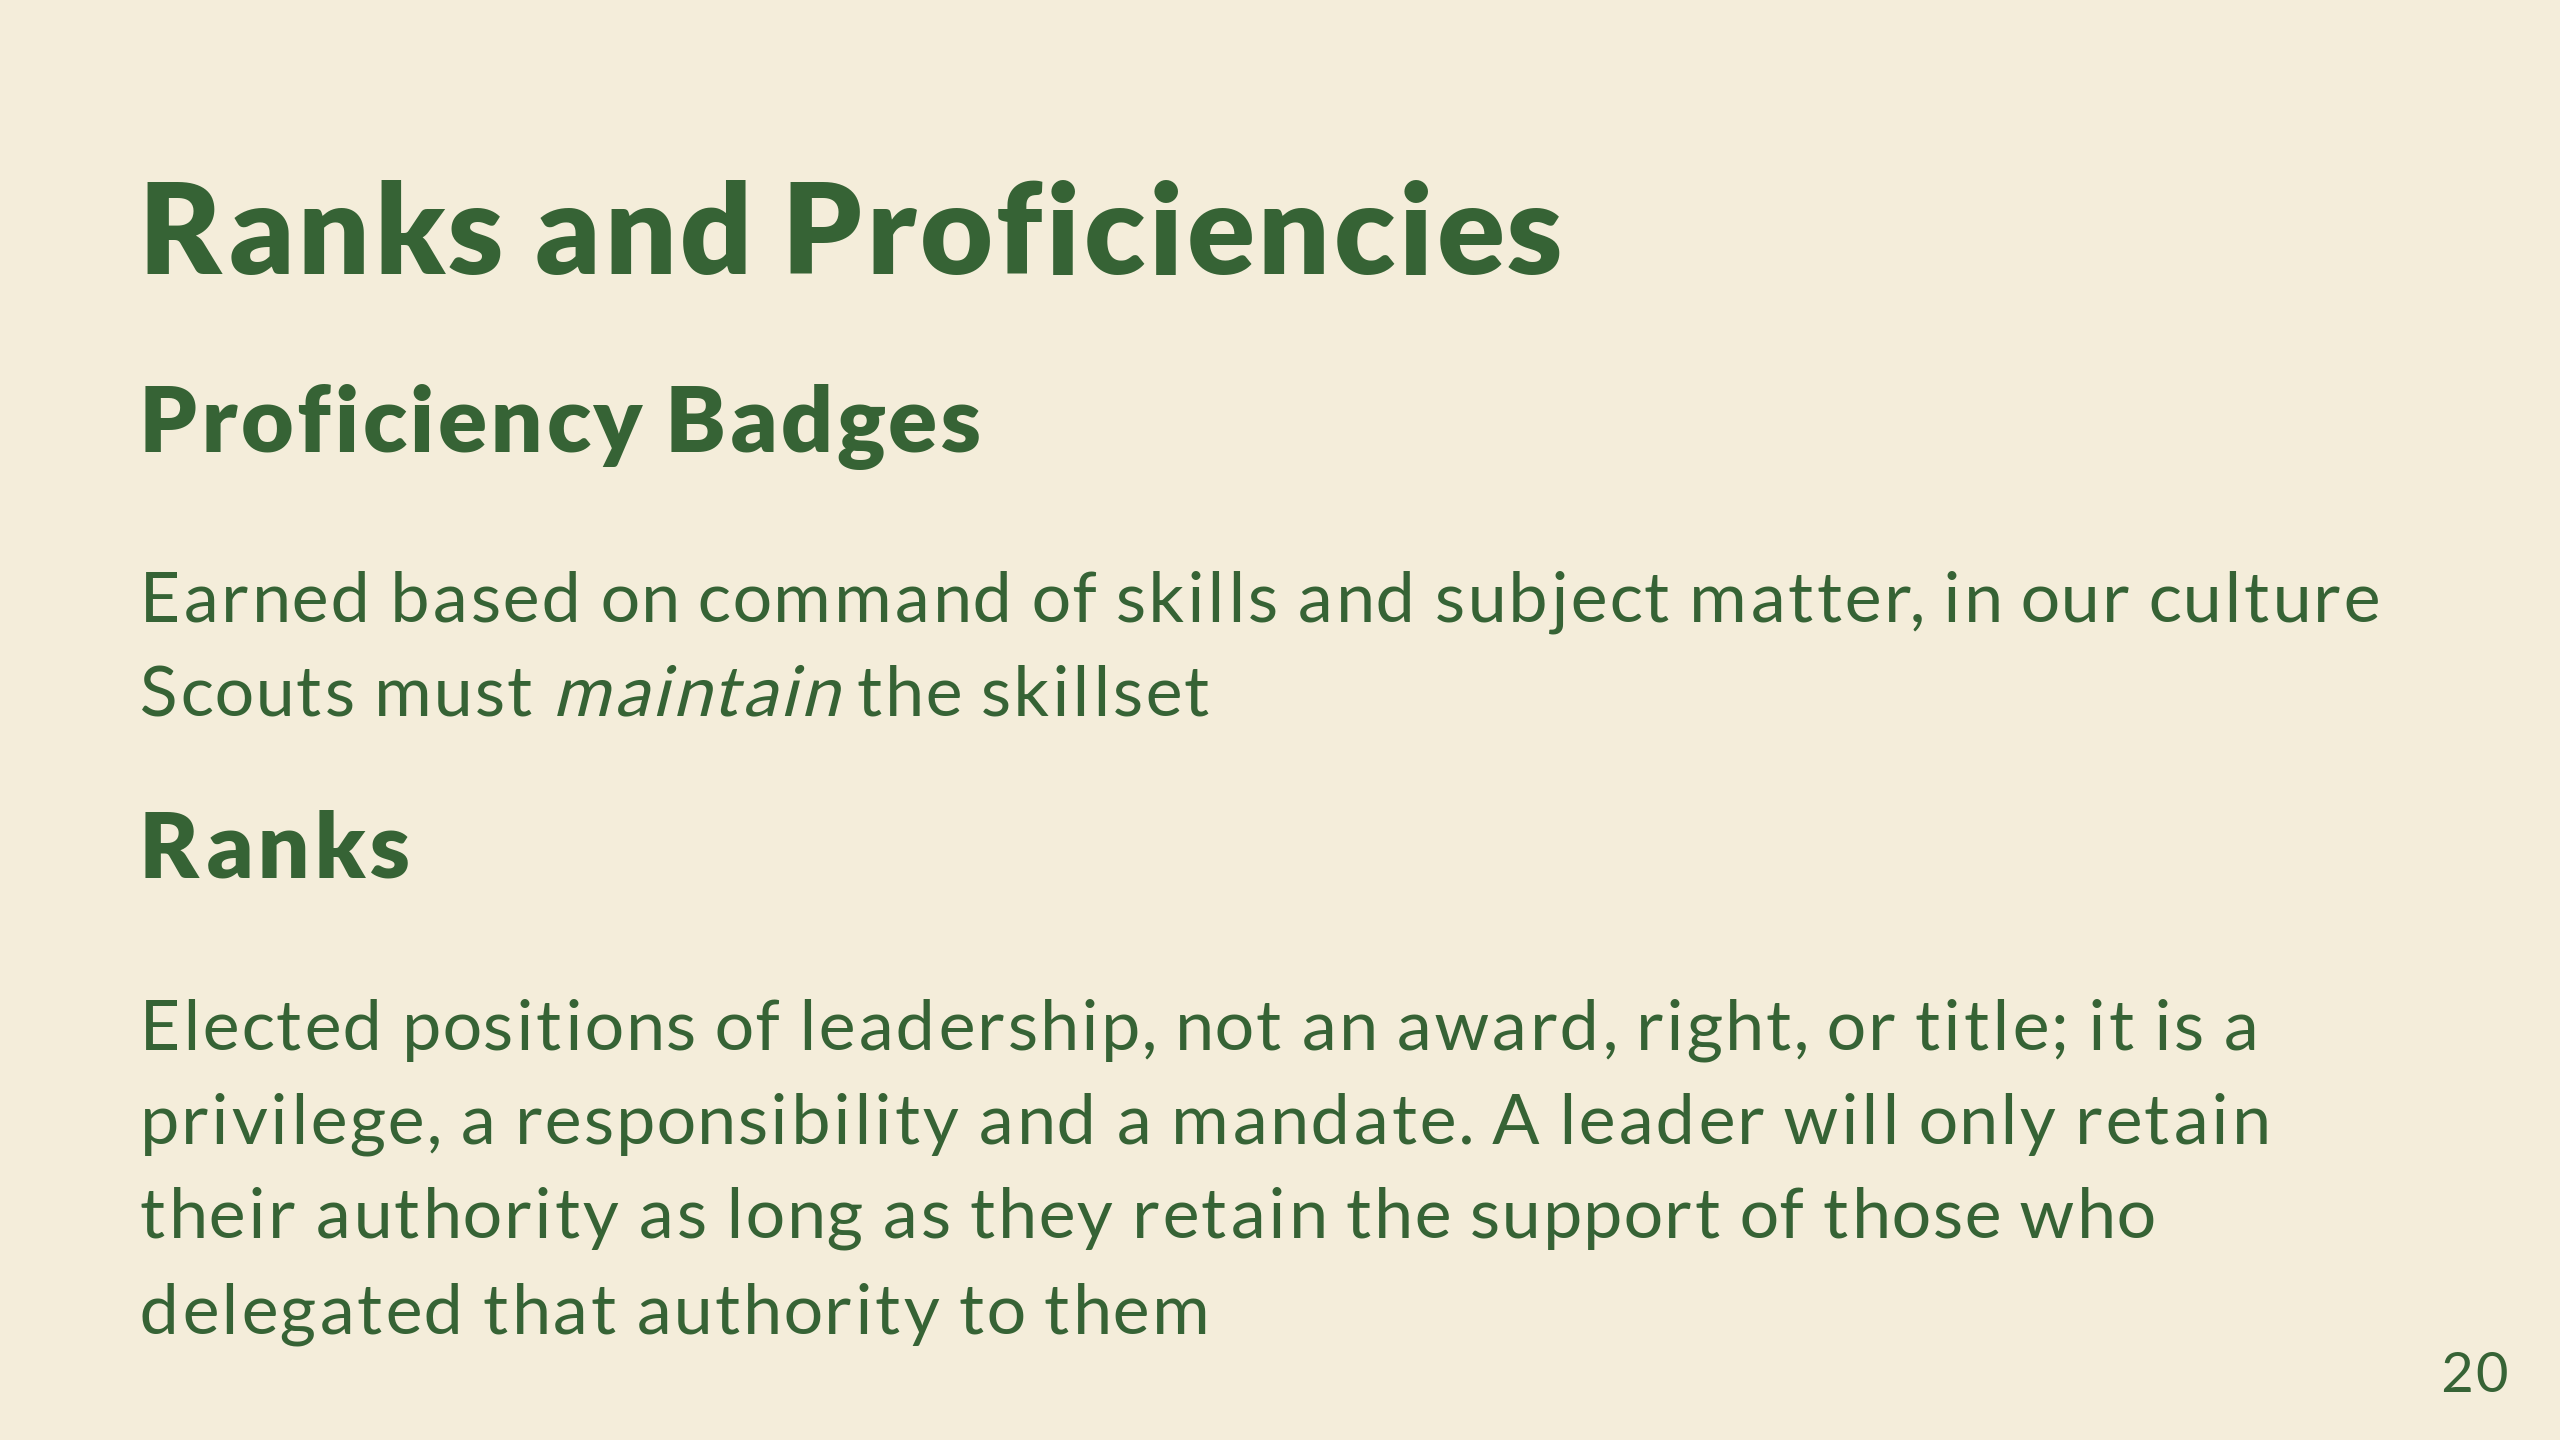 Ranks and Proficiencies
Proficiency Badges
Earned based on command of skills and subject matter, in our culture
Scouts must maintain the skillset
Ranks
Elected positions of leadership, not an award, right, or title; it is a
privilege, a responsibility and a mandate. A leader will only retain
their authority as long as they retain the support of those who
delegated that authority to them
20